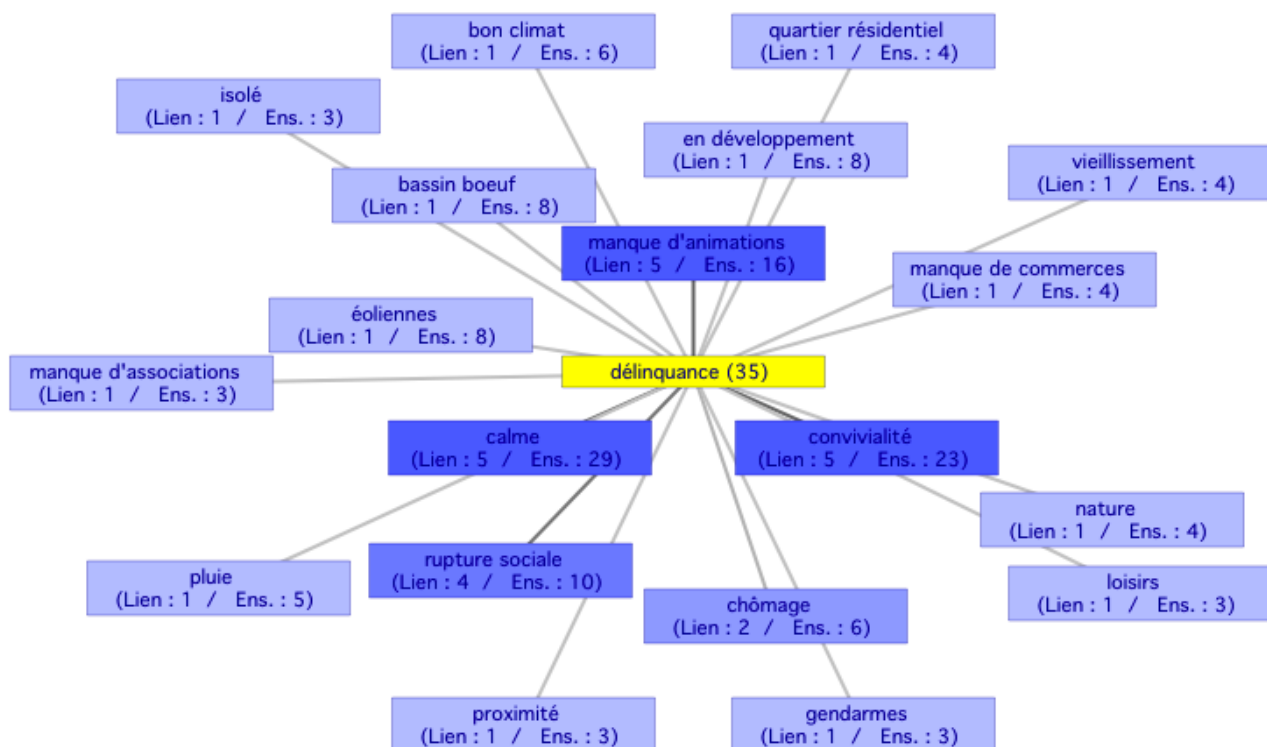 bon climat
(Lien : 1 / Ens. : 6)
quartier résidentiel
(Lien : 1 / Ens. : 4)
isolé
(Lien : 1 / Ens. : 3)
en développement
(Lien : 1 / Ens. : 8)
vieillissement
(Lien : 1 / Ens. : 4)
bassin boeuf
(Lien : 1 / Ens. : 8)
manque d'animations
(Lien : 5 / Ens. : 16)
manque de commerces
(Lien : 1 / Ens. : 4)
éoliennes
(Lien : 1 / Ens. : 8)
manque d'associations
(Lien : 1 / Ens. : 3)
délinquance (35)
calme
(Lien : 5 / Ens. : 29)
convivialité
(Lien : 5 / Ens. : 23)
nature
(Lien : 1 / Ens. : 4)
rupture sociale
(Lien : 4 / Ens. : 10)
pluie
(Lien : 1 / Ens. : 5)
loisirs
(Lien : 1 / Ens. : 3)
chômage
(Lien : 2 / Ens. : 6)
proximité
(Lien : 1 / Ens. : 3)
gendarmes
(Lien : 1 / Ens. : 3)